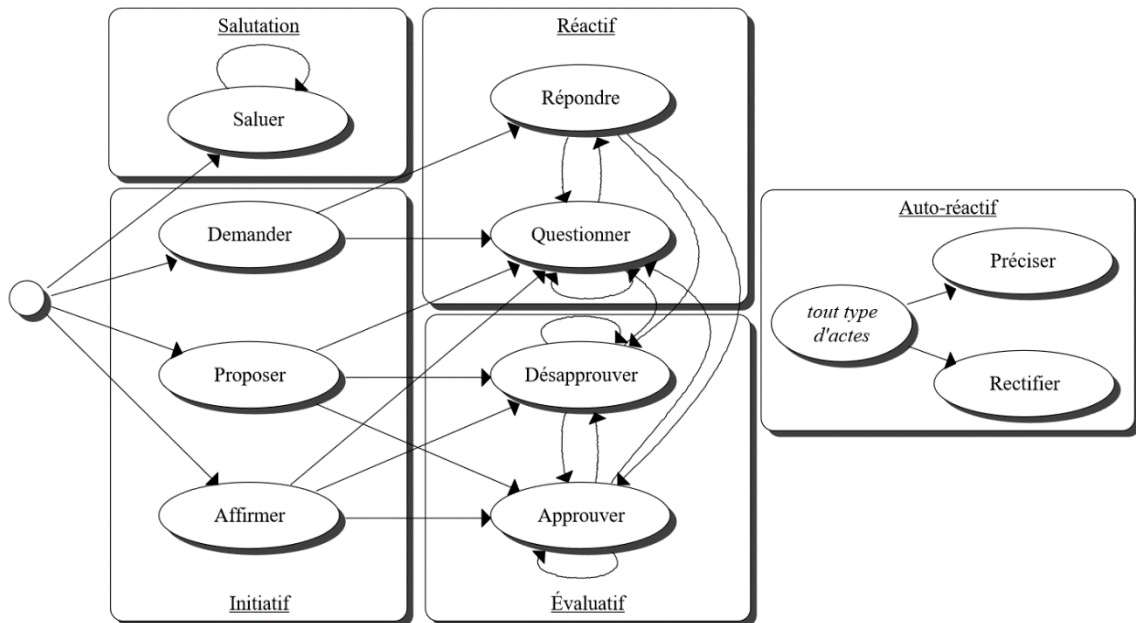 Salutation
Saluer
Demander
Proposer
Affirmer
Initiatif
Réactif
Répondre
Questionner
Désapprouver
Approuver
Évaluatif
Auto-réactif
tout type
d'actes
Préciser
Rectifier